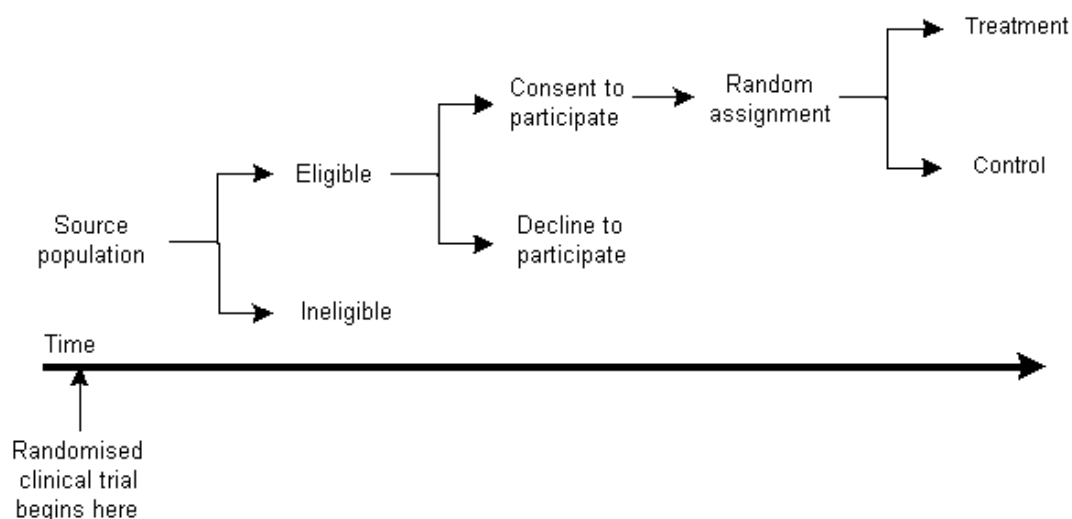 Treatment
Consent to
participate
Random
assignment
Eligible
Control
Source
population
Decline to
participate
Ineligible
Time
Randomised
clinical trial
begins here